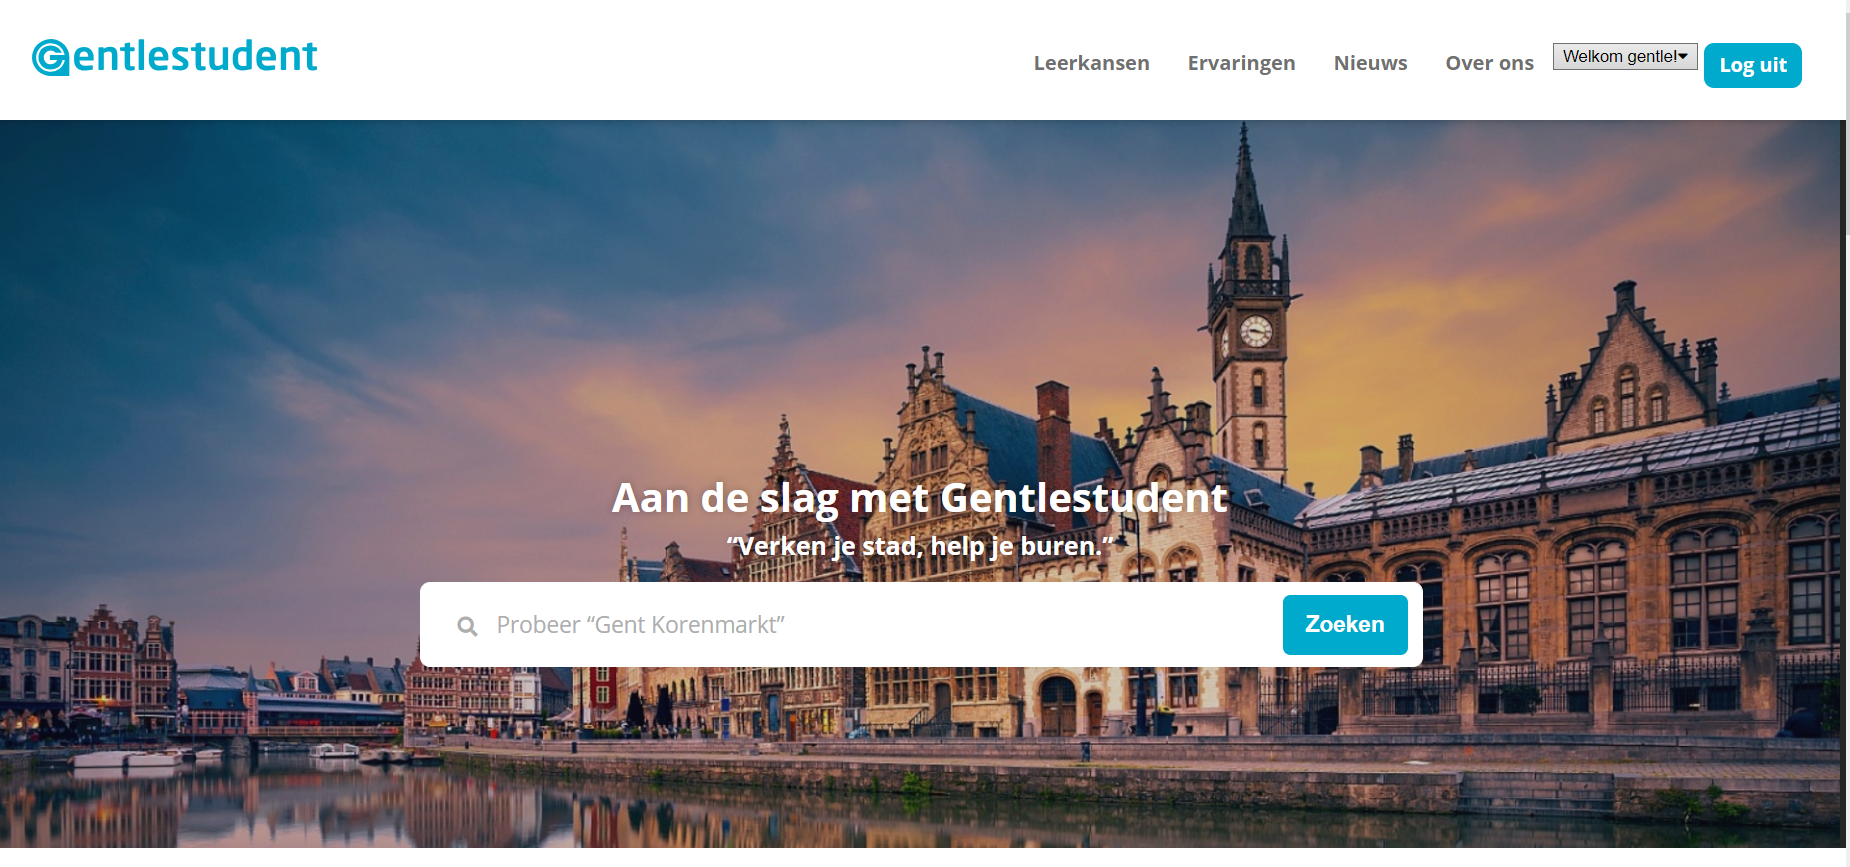 Gentlestudent
Leerkansen Ervaringen Nieuws Over ons Welkom gentle! Log uit
Aan de slag met Gentlestudent
“Verken je stad, help je buren.”
Probeer “Gent Korenmarkt” Zoeken